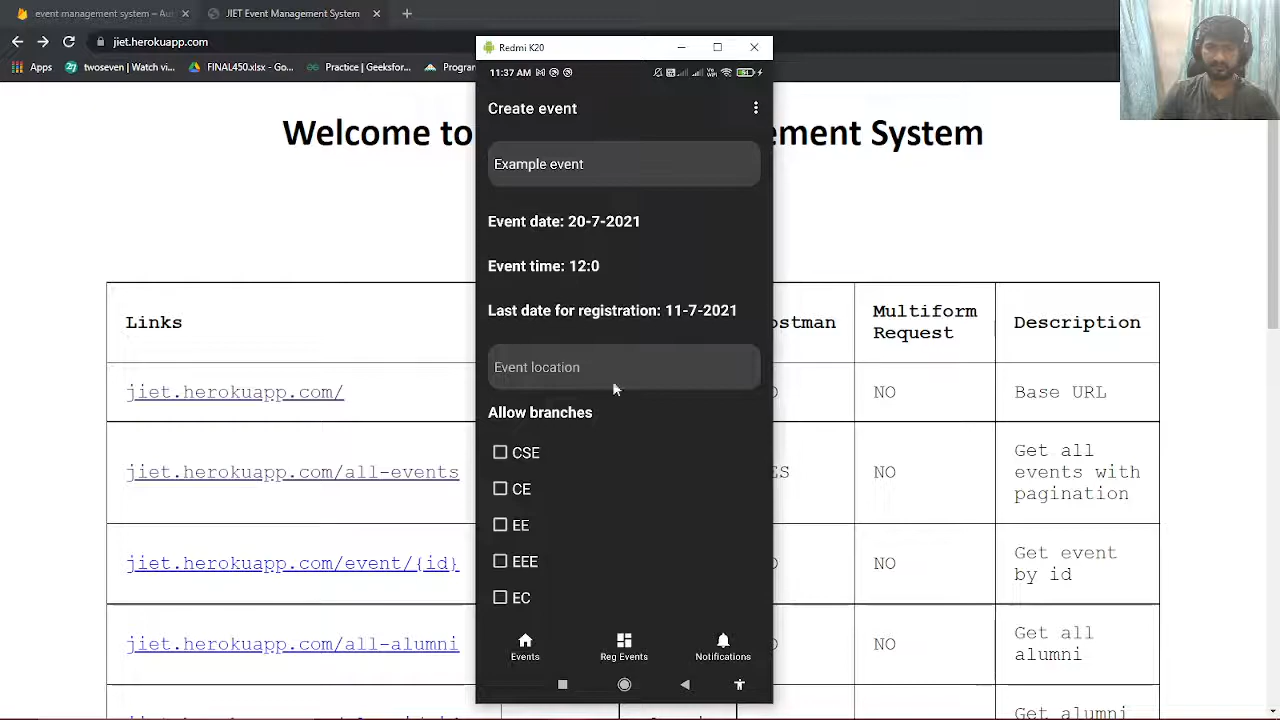 event management system – Aut
JIET Event Management System
jiet.herokuapp.com
Apps
twoseven | Watch vi...
FINAL450.xlsx - Go...
Practice | Geeksfor...
Progra
Welcome to
ement System
Links
Multiform
Request
Description
jiet.herokuapp.com/
NO
Base URL
jiet.herokuapp.com/all-events
NO
Get all
events with
pagination
jiet.herokuapp.com/event/{id}
NO
Get event
by id
jiet.herokuapp.com/all-alumni
NO
Get all
alumni
Get alumni
Redmi K20
11:37 AM
Create event
Example event
Event date: 20-7-2021
Event time: 12:0
Last date for registration: 11-7-2021
Event location
Allow branches
CSE
CE
EE
EEE
EC
Events
Reg Events
Notifications